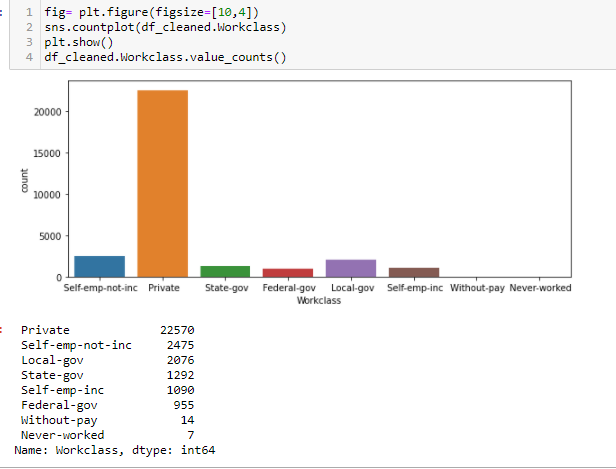 1 fig= plt.figure(figsize=[10,4])
2 sns.countplot(df_cleaned.Workclass)
3 plt.show()
4 df_cleaned.Workclass.value_counts()
20000
15000
10000
5000
0
count
Self-emp-not-inc Private State-gov Federal-gov Local-gov Self-emp-inc Without-pay Never-worked
Workclass
Private 22570
Self-emp-not-inc 2475
Local-gov 2076
State-gov 1292
Self-emp-inc 1090
Federal-gov 955
Without-pay 14
Never-worked 7
Name: Workclass, dtype: int64